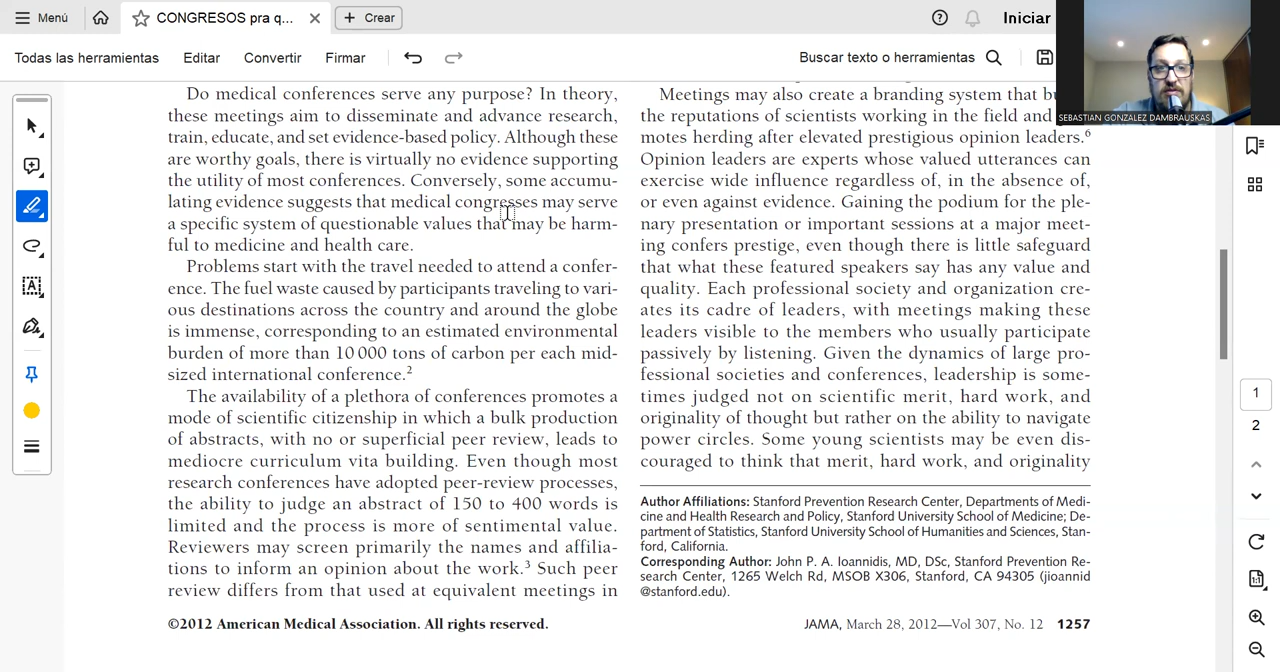 Menú
CONGRESOS pra q...
Crear
Iniciar
Todas las herramientas
Editar
Convertir
Firmar
Buscar texto o herramientas
SEBASTIAN GONZALEZ DAMBRAUSKAS
Do medical conferences serve any purpose? In theory,
these meetings aim to disseminate and advance research,
train, educate, and set evidence-based policy. Although these
are worthy goals, there is virtually no evidence supporting
the utility of most conferences. Conversely, some accumu-
lating evidence suggests that medical congresses may serve
a specific system of questionable values that may be harm-
ful to medicine and health care.
Problems start with the travel needed to attend a confer-
ence. The fuel waste caused by participants traveling to vari-
ous destinations across the country and around the globe
is immense, corresponding to an estimated environmental
burden of more than 10 000 tons of carbon per each mid-
sized international conference.2
The availability of a plethora of conferences promotes a
mode of scientific citizenship in which a bulk production
of abstracts, with no or superficial peer review, leads to
mediocre curriculum vita building. Even though most
research conferences have adopted peer-review processes,
the ability to judge an abstract of 150 to 400 words is
limited and the process is more of sentimental value.
Reviewers may screen primarily the names and affilia-
tions to inform an opinion about the work.3 Such peer
review differs from that used at equivalent meetings in
Meetings may also create a branding system that
the reputations of scientists working in the field and
motes herding after elevated prestigious opinion leaders.6
Opinion leaders are experts whose valued utterances can
exercise wide influence regardless of, in the absence of,
or even against evidence. Gaining the podium for the ple-
nary presentation or important sessions at a major meet-
ing confers prestige, even though there is little safeguard
that what these featured speakers say has any value and
quality. Each professional society and organization cre-
ates its cadre of leaders, with meetings making these
leaders visible to the members who usually participate
passively by listening. Given the dynamics of large pro-
fessional societies and conferences, leadership is some-
times judged not on scientific merit, hard work, and
originality of thought but rather on the ability to navigate
power circles. Some young scientists may be even dis-
couraged to think that merit, hard work, and originality
Author Affiliations: Stanford Prevention Research Center, Departments of Medi-
cine and Health Research and Policy, Stanford University School of Medicine; De-
partment of Statistics, Stanford University School of Humanities and Sciences, Stan-
ford, California.
Corresponding Author: John P. A. Ioannidis, MD, DSc, Stanford Prevention Re-
search Center, 1265 Welch Rd, MSOB X306, Stanford, CA 94305 (jioannid
@stanford.edu).
©2012 American Medical Association. All rights reserved.
JAMA, March 28, 2012—Vol 307, No. 12 1257
1
2
1:1